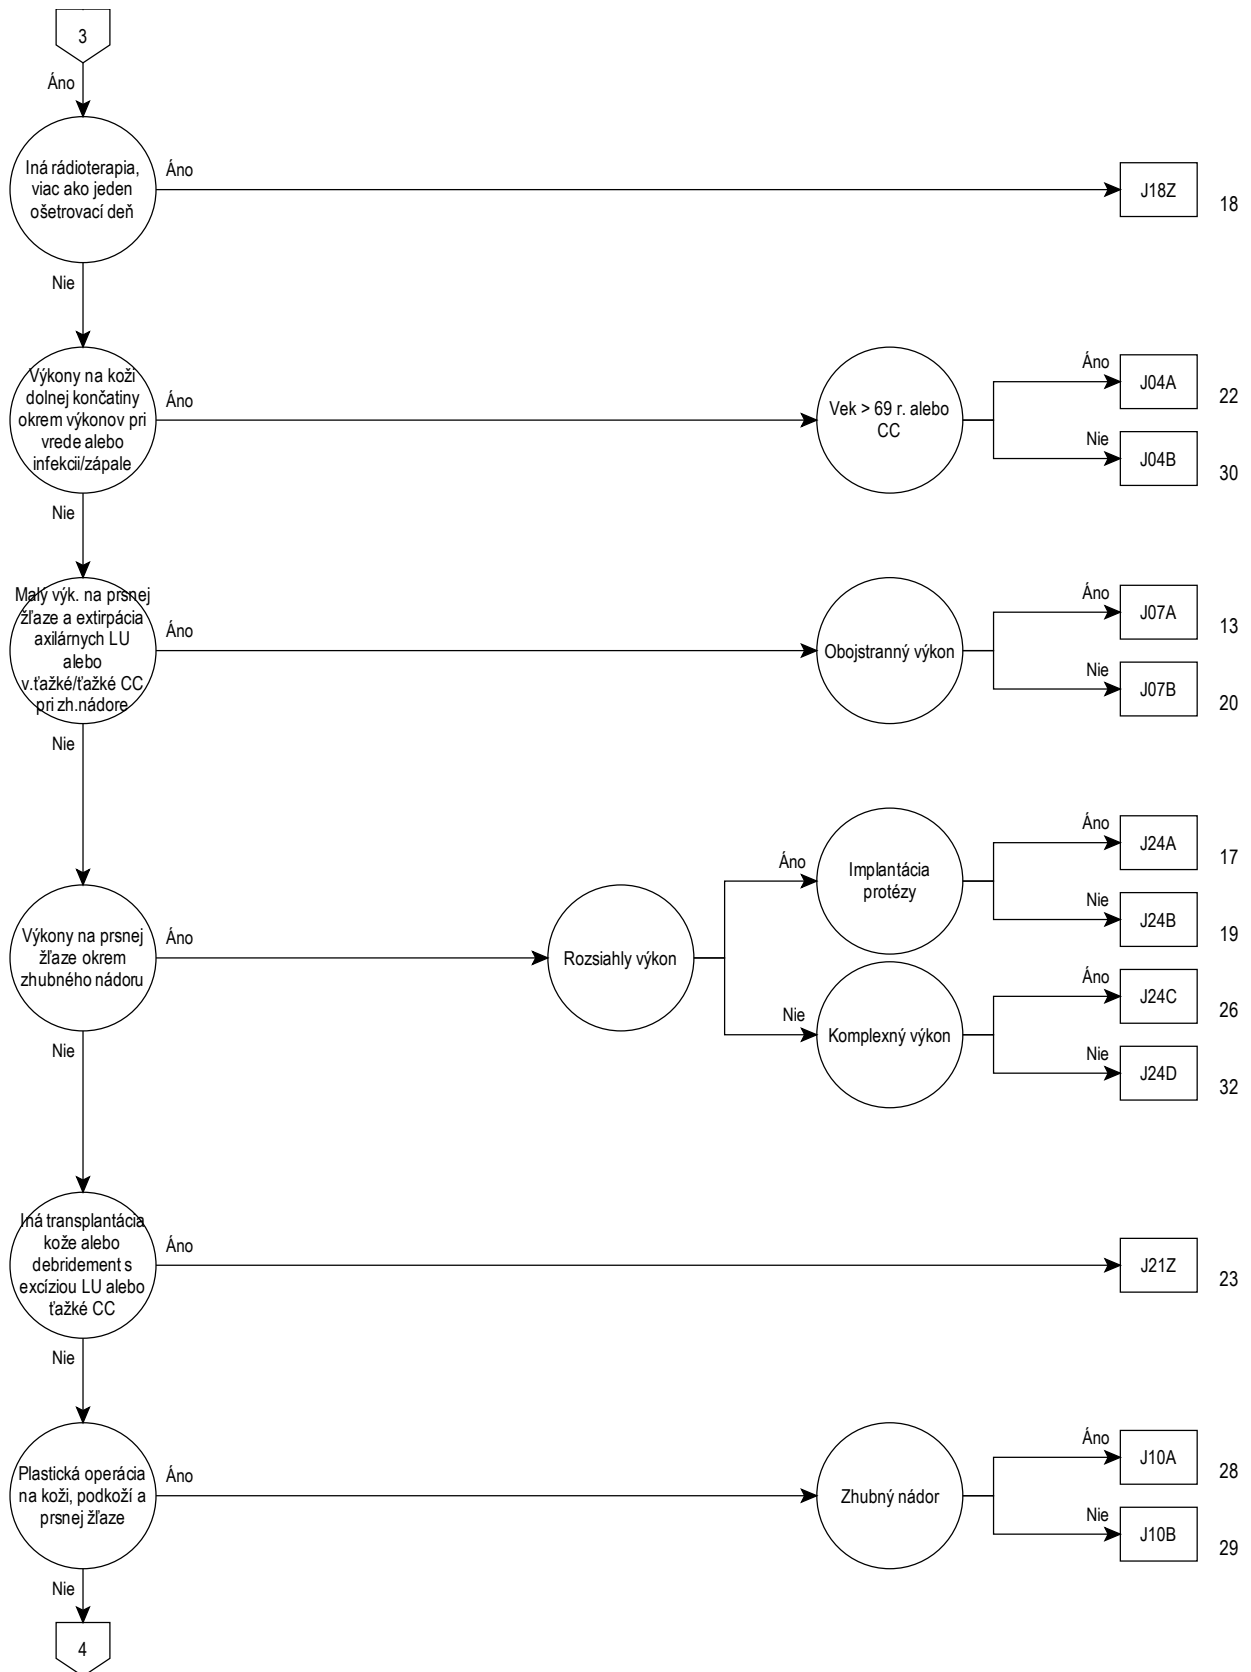 3
Áno
Iná rádioterapia,
viac ako jeden
ošetrovací deň
Áno
J18Z
18
Nie
Výkony na koži
dolnej končatiny
okrem výkonov pri
vrede alebo
infekcii/zápale
Áno
Vek > 69 r. alebo
CC
Áno
J04A
22
Nie
J04B
30
Nie
Malý výk. na prsnej
žľaze a extirpácia
axilárnych LU
alebo
v.ťažké/ťažké CC
pri zh.nádore
Áno
Obojstranný výkon
Áno
J07A
13
Nie
J07B
20
Nie
Výkony na prsnej
žľaze okrem
zhubného nádoru
Áno
Rozsiahly výkon
Áno
Implantácia
protézy
Áno
J24A
17
Nie
J24B
19
Nie
Komplexný výkon
Áno
J24C
26
Nie
J24D
32
Nie
Iná transplantácia
kože alebo
debridement s
excíziou LU alebo
ťažké CC
Áno
J21Z
23
Nie
Plastická operácia
na koži, podkoží a
prsnej žľaze
Áno
Zhubný nádor
Áno
J10A
28
Nie
J10B
29
Nie
4